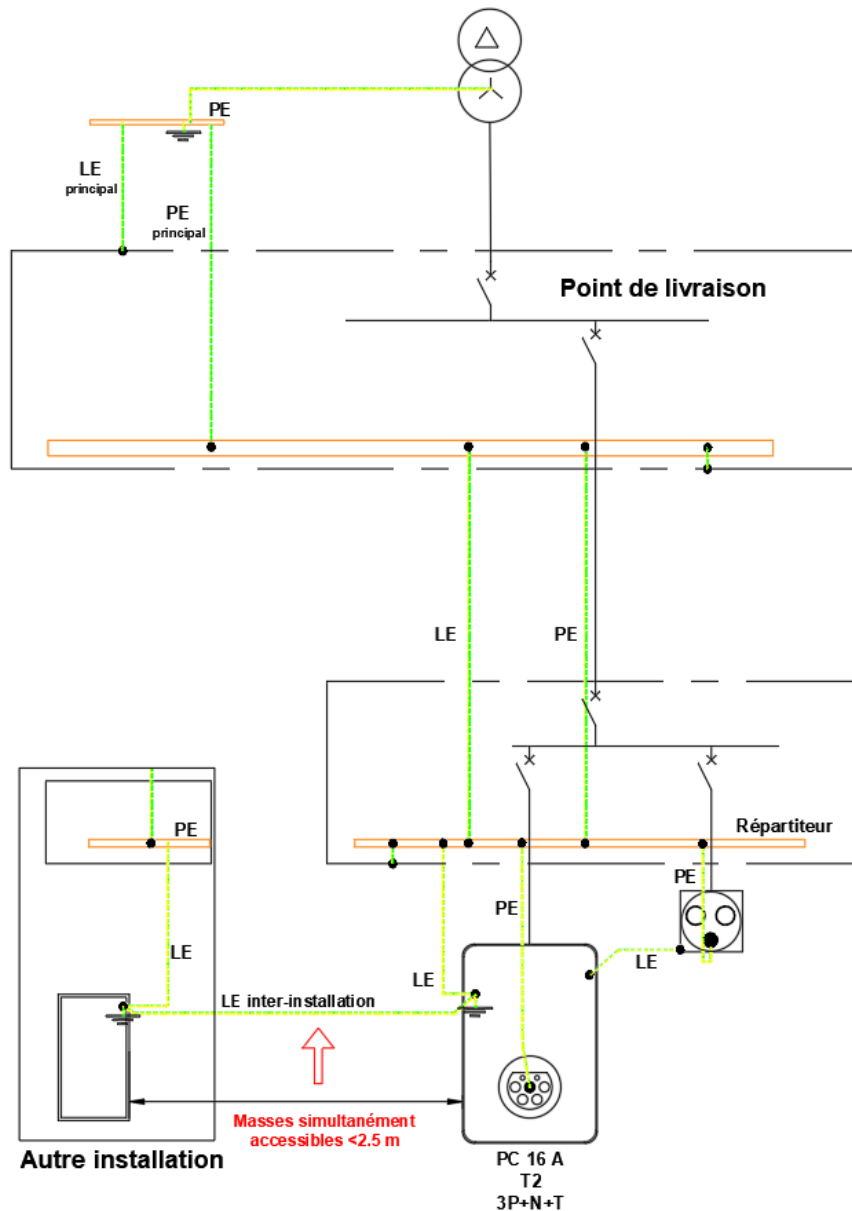 PE
LE
principal
PE
principal
Point de livraison
LE
PE
Répartiteur
PE
LE
PE
PE
LE
LE
LE inter-installation
Masses simultanément
accessibles <2.5 m
Autre installation
PC 16 A
T2
3P+N+T